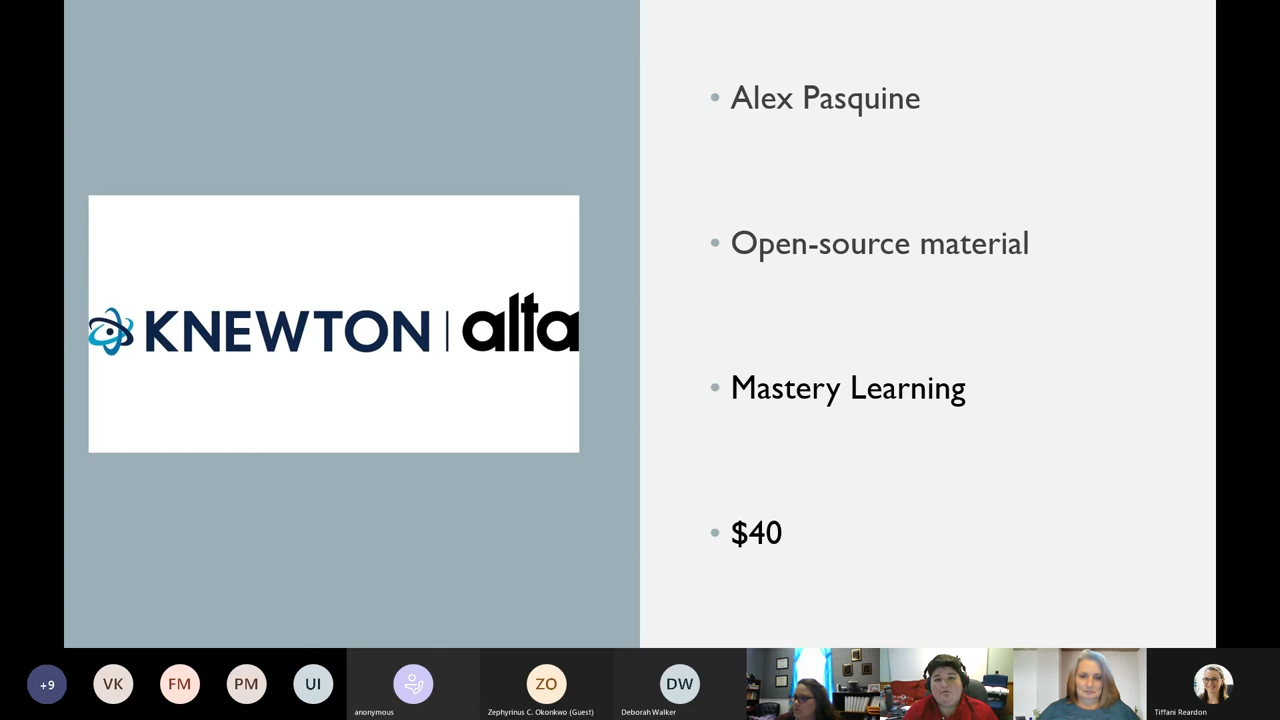 KNEWTON | alta
• Alex Pasquine
• Open-source material
• Mastery Learning
• $40
+9
VK
FM
PM
UI
anonymous
ZO
Zephyrinus C. Okonkwo (Guest)
DW
Deborah Walker
Tiffani Reardon